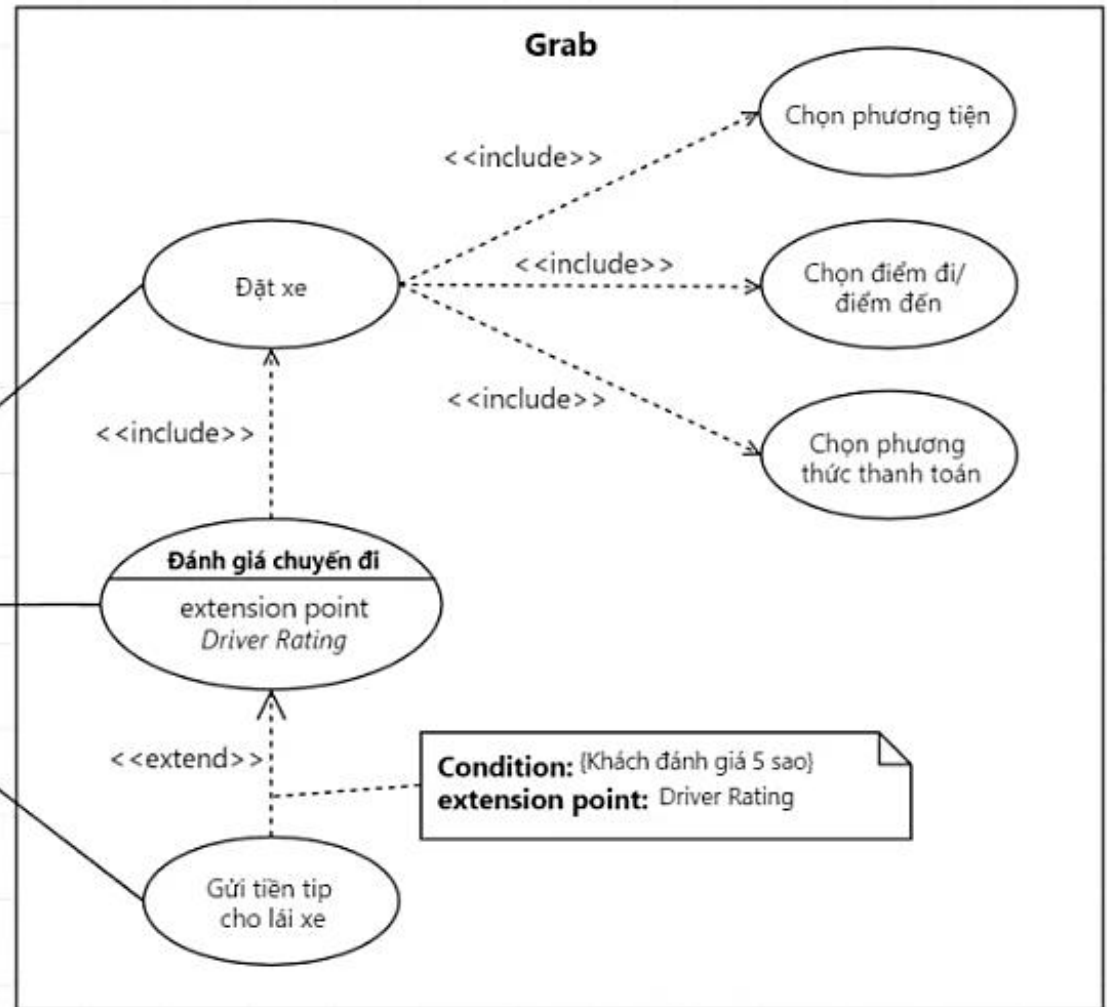 Grab
Chọn phương tiện
<<include>>
<<include>>
Chọn điểm đi/
điểm đến
Đặt xe
<<include>>
<<include>>
Chọn phương
thức thanh toán
Đánh giá chuyến đi
extension point
Driver Rating
<<extend>>
Condition: {Khách đánh giá 5 sao}
extension point: Driver Rating
Gửi tiền tip
cho lái xe